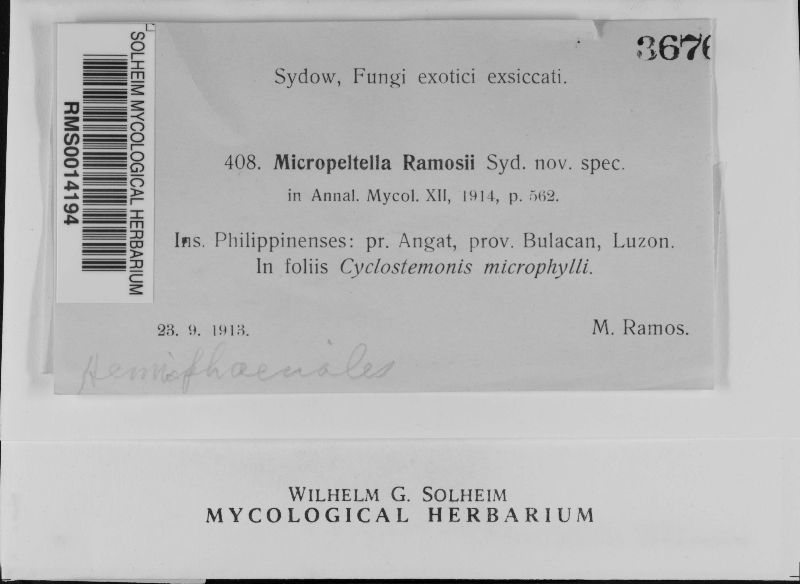 3676
Sydow, Fungi exotici exsiccati.
408. Micropeltella Ramosii Syd. nov. spec.
in Annal. Mycol. XII, 1914, p. 562.
Ins. Philippinenses: pr. Angat, prov. Bulacan, Luzon.
In foliis Cyclostemonis microphylli.
23. 9. 1913.
M. Ramos.
Hemisphaeriales
SOLHEIM MYCOLOGICAL HERBARIUM
RMS0014194
WILHELM G. SOLHEIM
MYCOLOGICAL HERBARIUM